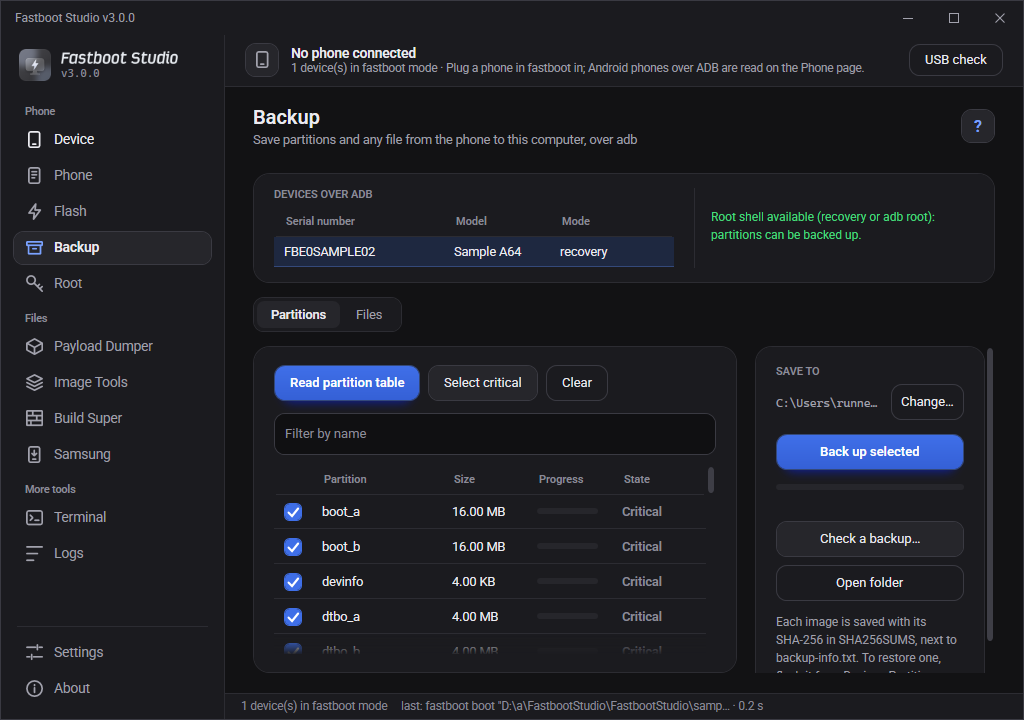 Fastboot Studio v3.0.0
Fastboot Studio
v3.0.0
No phone connected
1 device(s) in fastboot mode · Plug a phone in fastboot in; Android phones over ADB are read on the Phone page.
USB check
Phone
Device
Phone
Flash
Backup
Root
Files
Payload Dumper
Image Tools
Build Super
Samsung
More tools
Terminal
Logs
Settings
About
Backup
Save partitions and any file from the phone to this computer, over adb
?
DEVICES OVER ADB
Serial number Model Mode
FBE0SAMPLE02 Sample A64 recovery
Root shell available (recovery or adb root):
partitions can be backed up.
Partitions Files
Read partition table Select critical Clear
Filter by name
Partition Size Progress State
boot_a 16.00 MB Critical
boot_b 16.00 MB Critical
devinfo 4.00 KB Critical
dtbo_a 4.00 MB Critical
dtbo_b 4.00 MB Critical
SAVE TO
C:\Users\runne… Change…
Back up selected
Check a backup…
Open folder
Each image is saved with its
SHA-256 in SHA256SUMS, next to
backup-info.txt. To restore one,
1 device(s) in fastboot mode last: fastboot boot "D:\a\FastbootStudio\FastbootStudio\samp… · 0.2 s